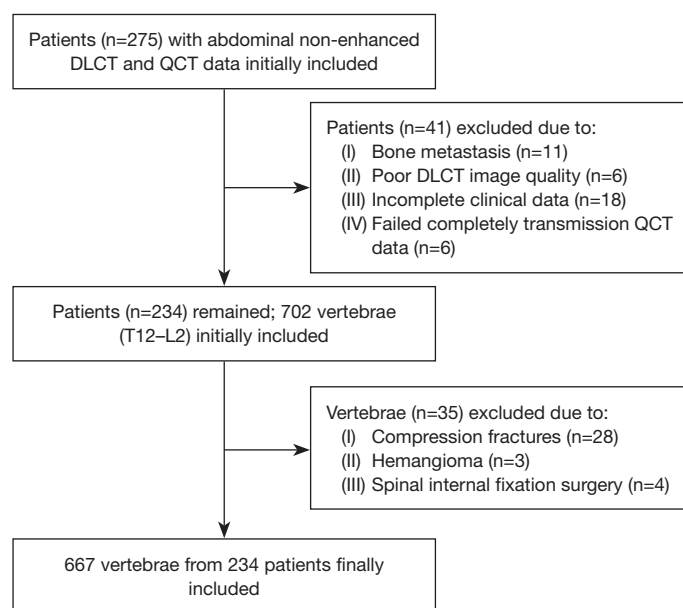 Patients (n=275) with abdominal non-enhanced
DLCT and QCT data initially included
Patients (n=41) excluded due to:
(I) Bone metastasis (n=11)
(II) Poor DLCT image quality (n=6)
(III) Incomplete clinical data (n=18)
(IV) Failed completely transmission QCT
data (n=6)
Patients (n=234) remained; 702 vertebrae
(T12–L2) initially included
Vertebrae (n=35) excluded due to:
(I) Compression fractures (n=28)
(II) Hemangioma (n=3)
(III) Spinal internal fixation surgery (n=4)
667 vertebrae from 234 patients finally
included